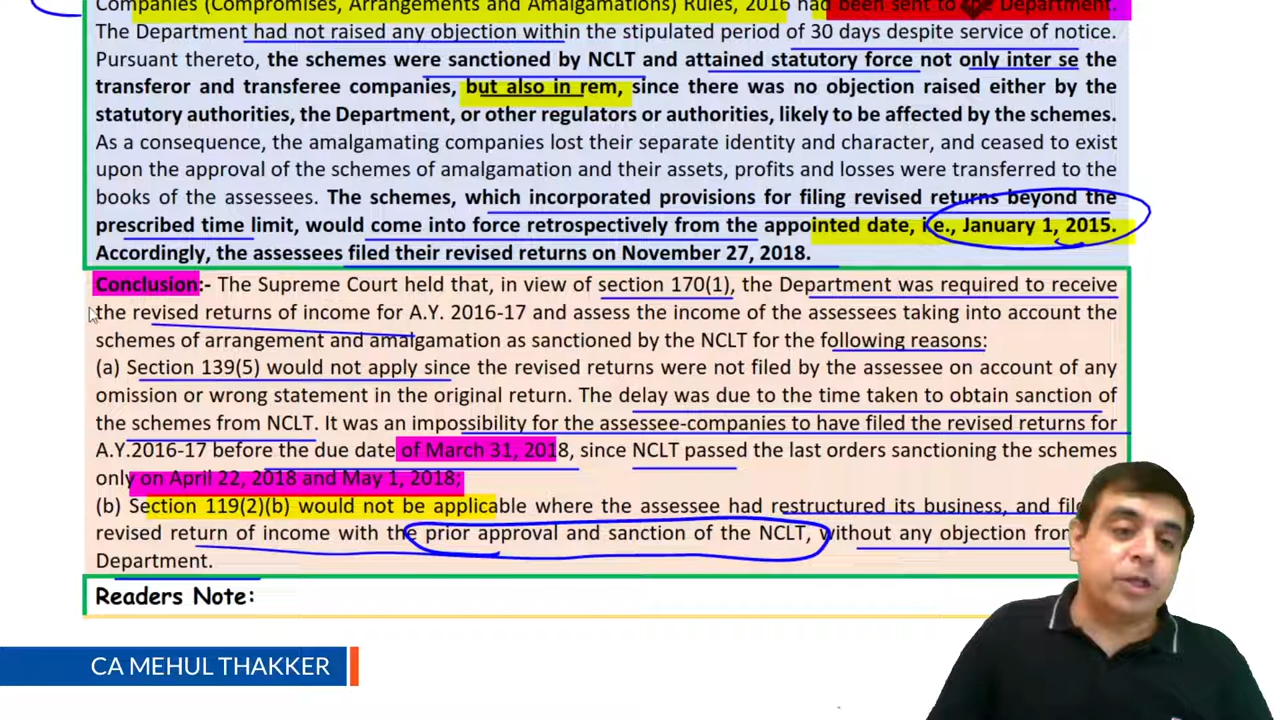 Companies (Compromises, Arrangements and Amalgamations) Rules, 2016 had been sent to the Department.
The Department had not raised any objection within the stipulated period of 30 days despite service of notice.
Pursuant thereto, the schemes were sanctioned by NCLT and attained statutory force not only inter se the
transferor and transferee companies, but also in rem, since there was no objection raised either by the
statutory authorities, the Department, or other regulators or authorities, likely to be affected by the schemes.
As a consequence, the amalgamating companies lost their separate identity and character, and ceased to exist
upon the approval of the schemes of amalgamation and their assets, profits and losses were transferred to the
books of the assessees. The schemes, which incorporated provisions for filing revised returns beyond the
prescribed time limit, would come into force retrospectively from the appointed date, i.e., January 1, 2015.
Accordingly, the assessees filed their revised returns on November 27, 2018.
Conclusion:- The Supreme Court held that, in view of section 170(1), the Department was required to receive
the revised returns of income for A.Y. 2016-17 and assess the income of the assessees taking into account the
schemes of arrangement and amalgamation as sanctioned by the NCLT for the following reasons:
(a) Section 139(5) would not apply since the revised returns were not filed by the assessee on account of any
omission or wrong statement in the original return. The delay was due to the time taken to obtain sanction of
the schemes from NCLT. It was an impossibility for the assessee-companies to have filed the revised returns for
A.Y.2016-17 before the due date of March 31, 2018, since NCLT passed the last orders sanctioning the schemes
only on April 22, 2018 and May 1, 2018;
(b) Section 119(2)(b) would not be applicable where the assessee had restructured its business, and
revised return of income with the prior approval and sanction of the NCLT, without any objection
Department.
Readers Note:
CA MEHUL THAKKER